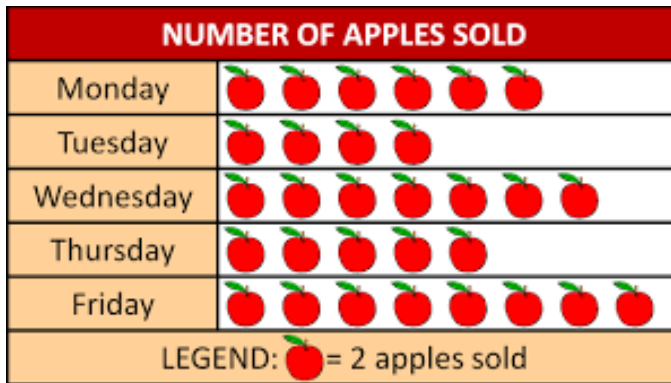 NUMBER OF APPLES SOLD
Monday
Tuesday
Wednesday
Thursday
Friday
LEGEND: = 2 apples sold